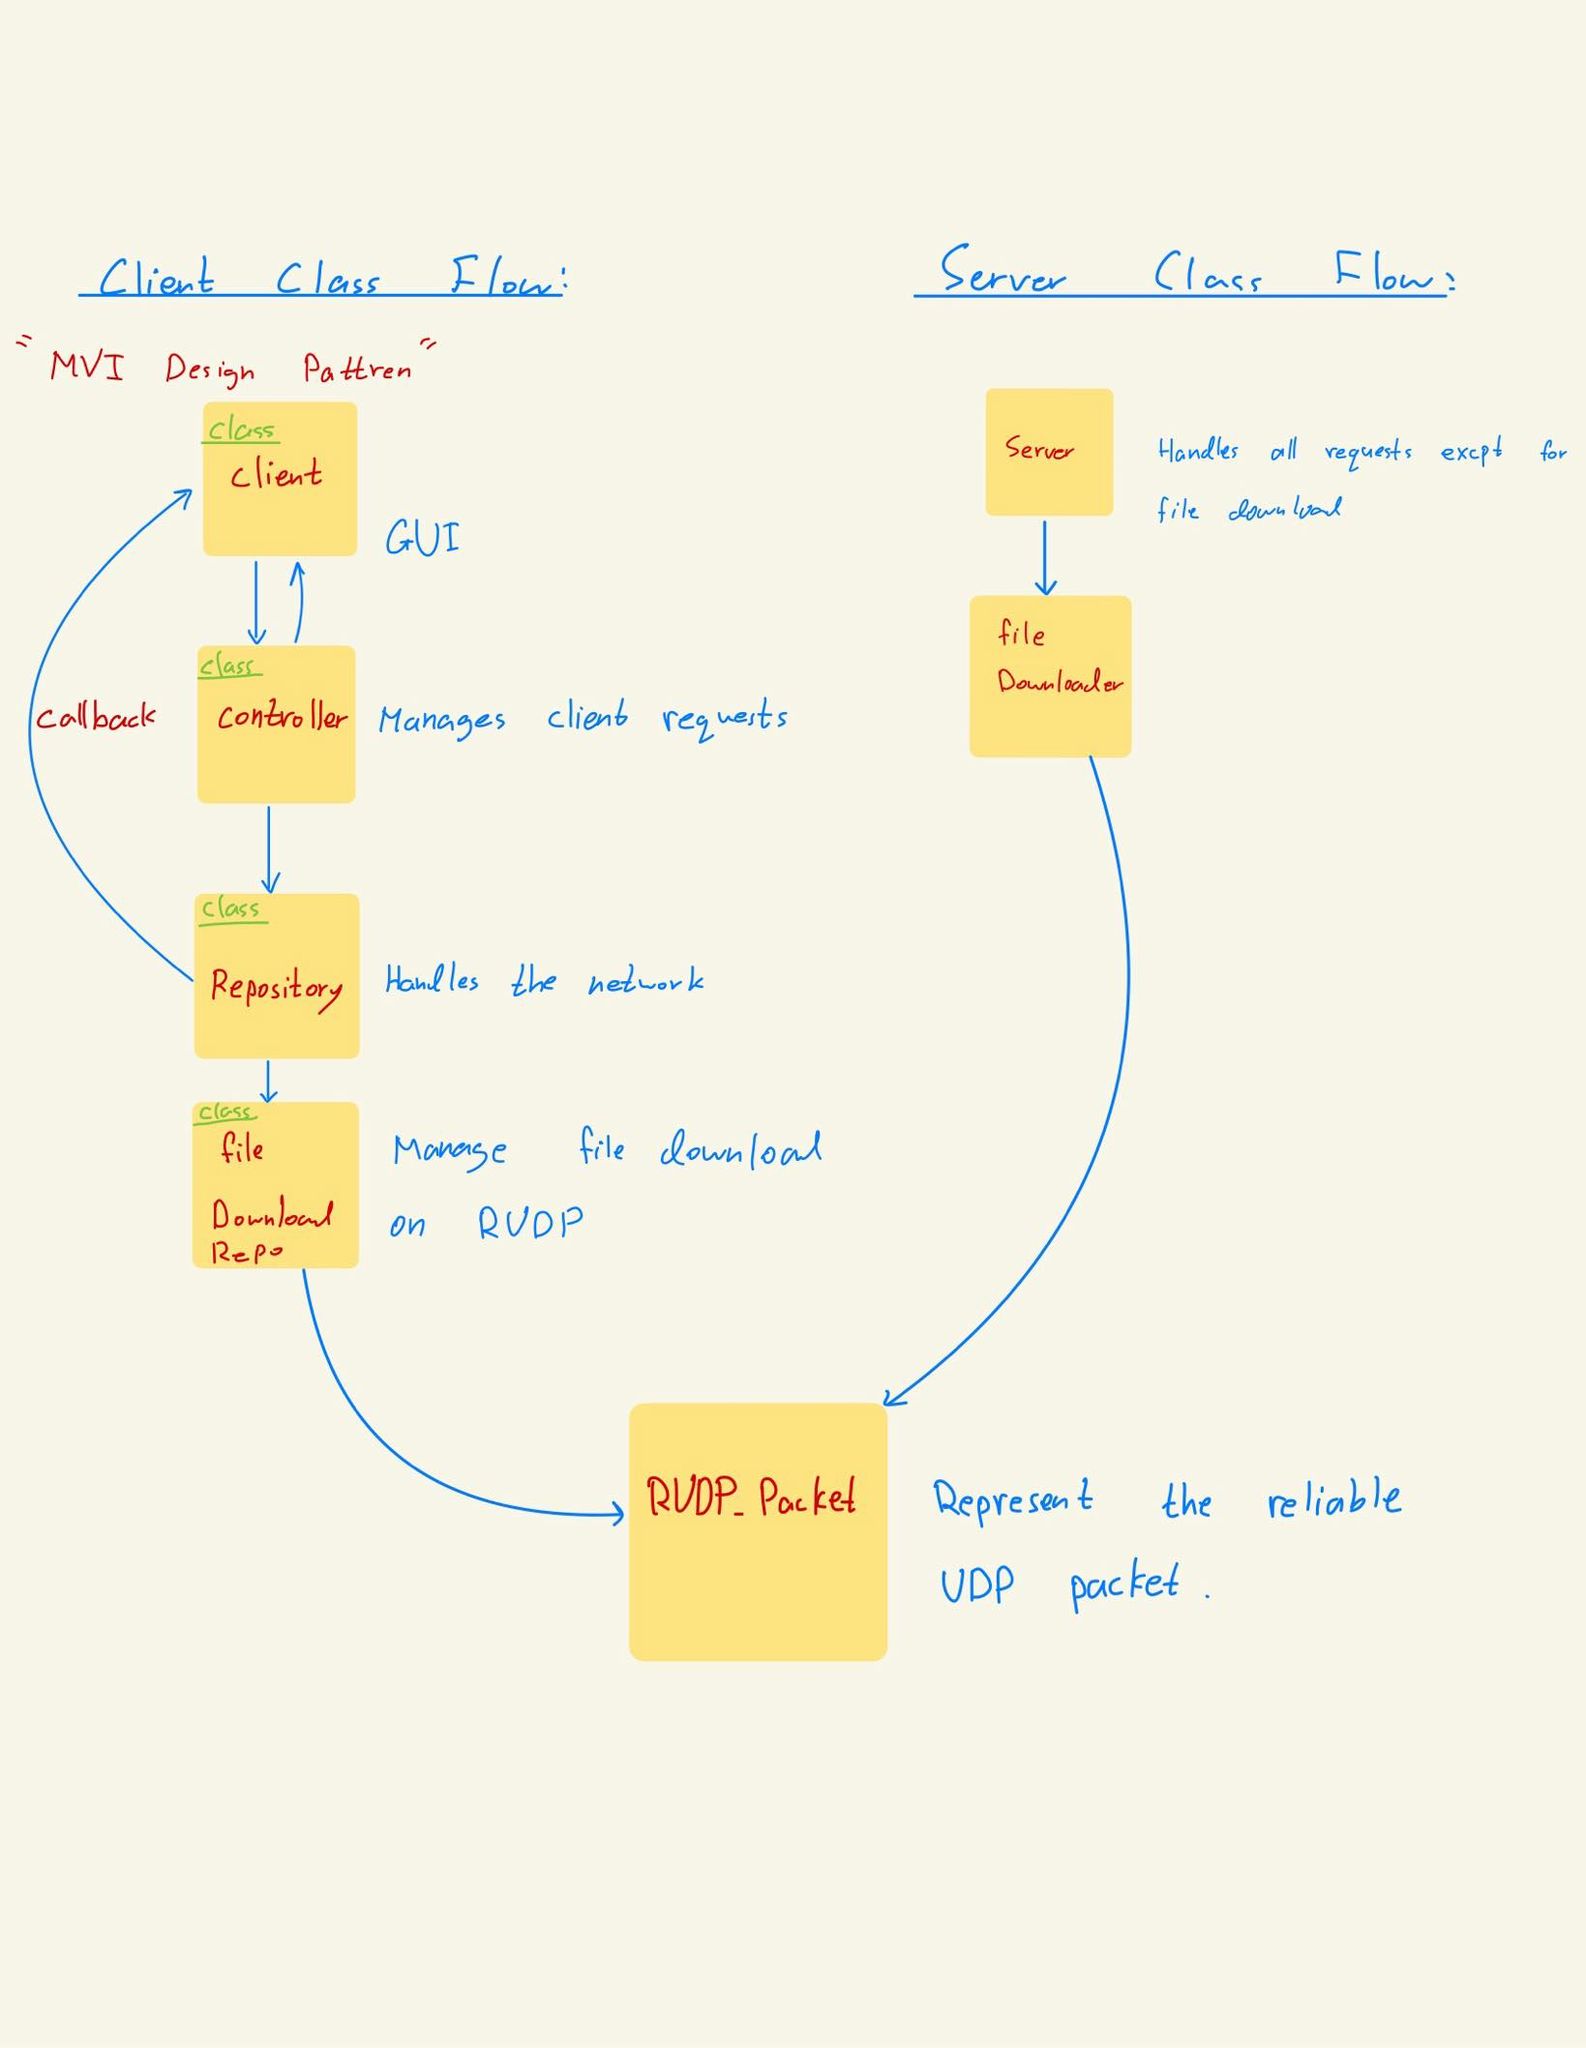 Client Class Flow:
"MVI Design Pattren"
class
client
GUI
callback
class
controller
Manages client requests
class
Repository
Handles the network
class
file
Download
Repo
Manage file download
on RUDP
Server Class Flow:
Server
Handles all requests excpt for
file download
file
Downloader
RUDP_Packet
Represent the reliable
UDP packet.